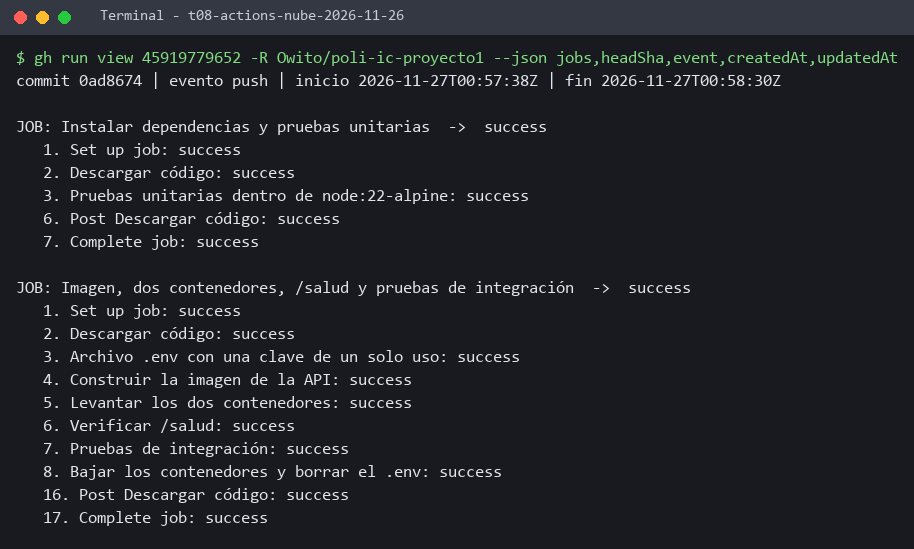 Terminal - t08-actions-nube-2026-11-26
$ gh run view 45919779652 -R Owito/poli-ic-proyecto1 --json jobs,headSha,event,createdAt,updatedAt
commit 0ad8674 | evento push | inicio 2026-11-27T00:57:38Z | fin 2026-11-27T00:58:30Z
JOB: Instalar dependencias y pruebas unitarias -> success
1. Set up job: success
2. Descargar código: success
3. Pruebas unitarias dentro de node:22-alpine: success
6. Post Descargar código: success
7. Complete job: success
JOB: Imagen, dos contenedores, /salud y pruebas de integración -> success
1. Set up job: success
2. Descargar código: success
3. Archivo .env con una clave de un solo uso: success
4. Construir la imagen de la API: success
5. Levantar los dos contenedores: success
6. Verificar /salud: success
7. Pruebas de integración: success
8. Bajar los contenedores y borrar el .env: success
16. Post Descargar código: success
17. Complete job: success